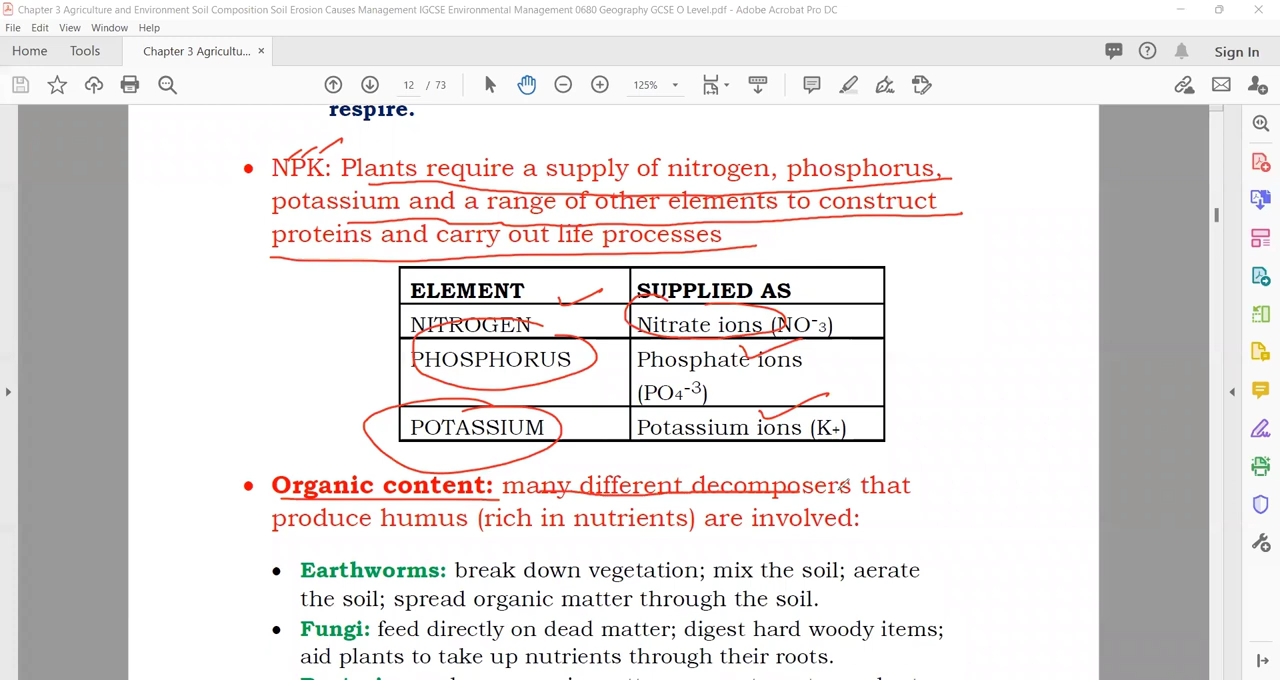 Chapter 3 Agriculture and Environment Soil Composition Soil Erosion Causes Management IGCSE Environmental Management 0680 Geography GCSE O Level.pdf - Adobe Acrobat Pro DC
File Edit View Window Help
Home Tools Chapter 3 Agricultu... × Sign In
12 / 73 125%
respire.
• NPK: Plants require a supply of nitrogen, phosphorus,
potassium and a range of other elements to construct
proteins and carry out life processes
ELEMENT SUPPLIED AS
NITROGEN Nitrate ions (NO⁻₃)
PHOSPHORUS Phosphate ions
(PO₄⁻³)
POTASSIUM Potassium ions (K₊)
• Organic content: many different decomposers that
produce humus (rich in nutrients) are involved:
• Earthworms: break down vegetation; mix the soil; aerate
the soil; spread organic matter through the soil.
• Fungi: feed directly on dead matter; digest hard woody items;
aid plants to take up nutrients through their roots.